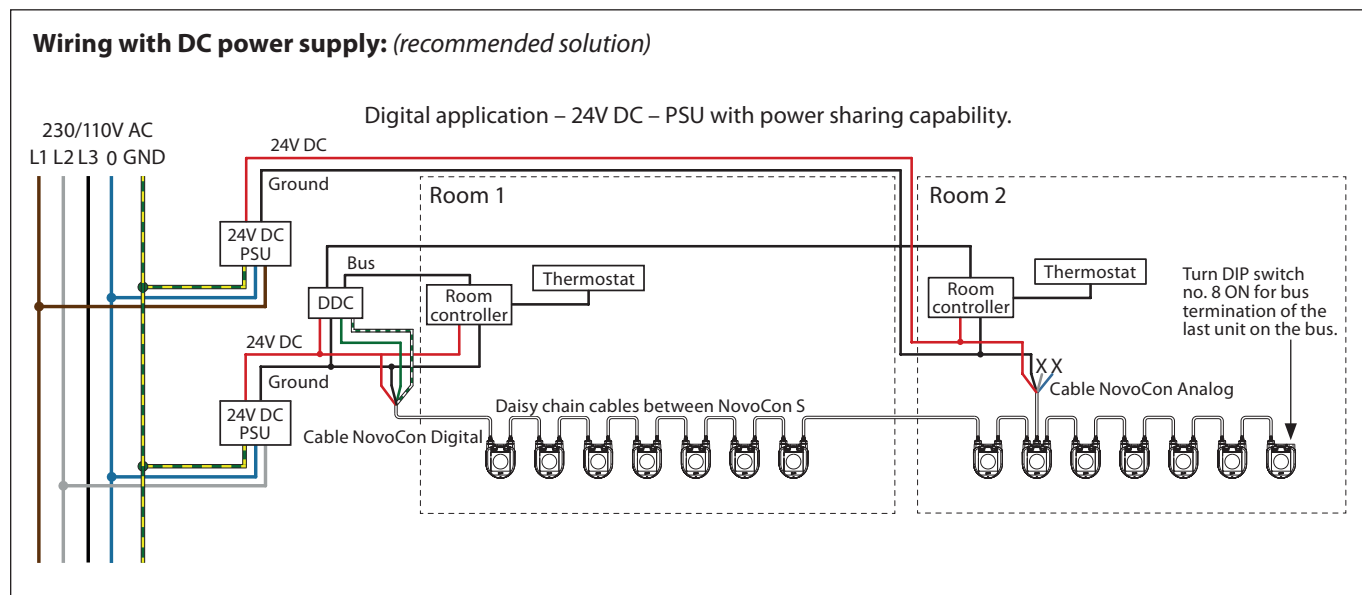 Wiring with DC power supply: (recommended solution)
Digital application – 24V DC – PSU with power sharing capability.
230/110V AC
L1 L2 L3 0 GND
24V DC
Ground
24V DC
PSU
Room 1
Room 2
Bus
DDC
Room
controller
Thermostat
Room
controller
Thermostat
Turn DIP switch
no. 8 ON for bus
termination of the
last unit on the bus.
24V DC
Ground
24V DC
PSU
Cable NovoCon Digital
Daisy chain cables between NovoCon S
X X
Cable NovoCon Analog